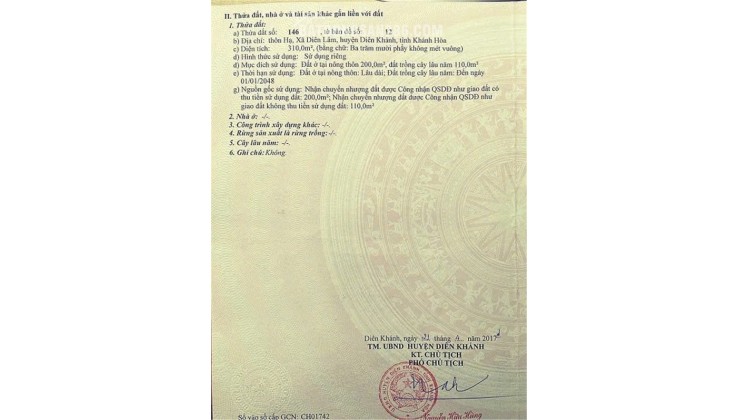 II. Thửa đất, nhà ở và tài sản khác gắn liền với đất
1. Thửa đất:
a) Thửa đất số: 146 , tờ bản đồ số: 12
b) Địa chỉ: thôn Hạ, Xã Diên Lâm, huyện Diên Khánh, tỉnh Khánh Hòa
c) Diện tích: 310,0m², (bằng chữ: Ba trăm mười phẩy không mét vuông)
d) Hình thức sử dụng: Sử dụng riêng
đ) Mục đích sử dụng: Đất ở tại nông thôn 200,0m², đất trồng cây lâu năm 110,0m²
e) Thời hạn sử dụng: Đất ở tại nông thôn: Lâu dài; Đất trồng cây lâu năm: Đến ngày
01/01/2048
g) Nguồn gốc sử dụng: Nhận chuyển nhượng đất được Công nhận QSDĐ như giao đất có
thu tiền sử dụng đất: 200,0m²; Nhận chuyển nhượng đất được Công nhận QSDĐ như
giao đất không thu tiền sử dụng đất: 110,0m²
2. Nhà ở: -/-
3. Công trình xây dựng khác: -/-
4. Rừng sản xuất là rừng trồng: -/-
5. Cây lâu năm: -/-
6. Ghi chú: Không
Diên Khánh, ngày tháng năm 201
TM. UBND HUYỆN DIÊN KHÁNH
KT. CHỦ TỊCH
PHÓ CHỦ TỊCH
Nguyễn Hữu Hùng
Số vào sổ cấp GCN: CH01742